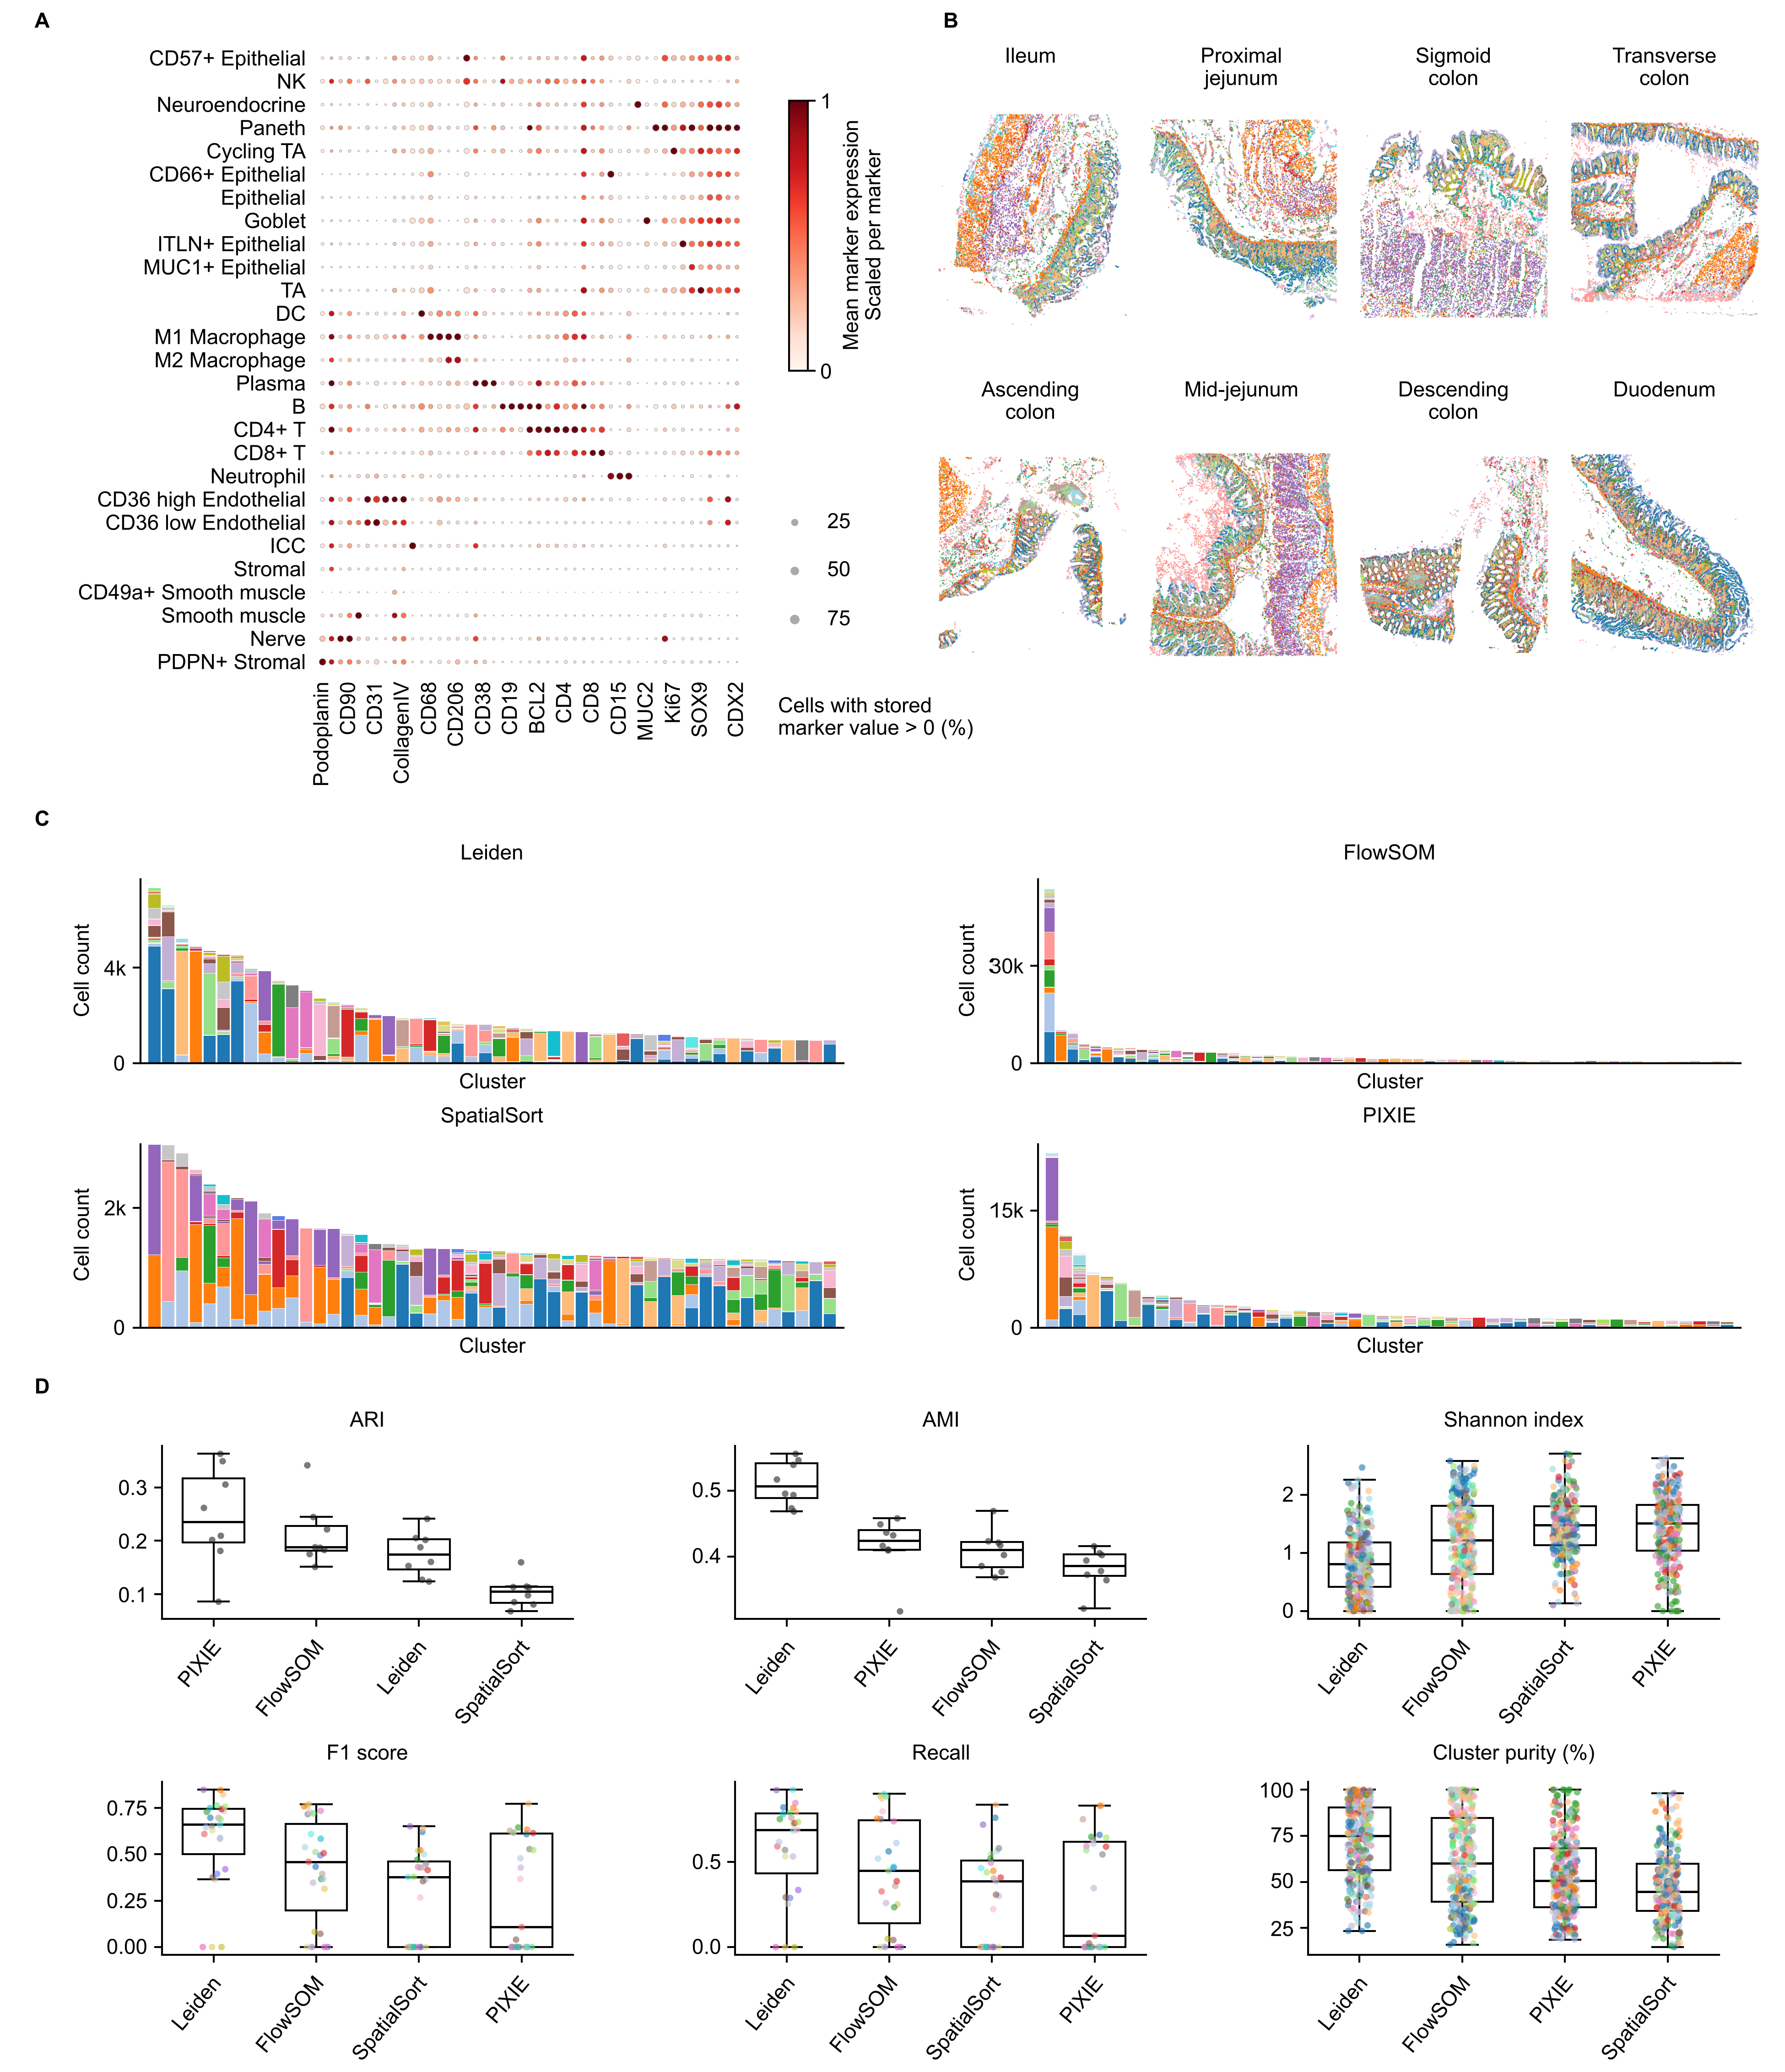 A
CD57+ Epithelial
NK
Neuroendocrine
Paneth
Cycling TA
CD66+ Epithelial
Epithelial
Goblet
ITLN+ Epithelial
MUC1+ Epithelial
TA
DC
M1 Macrophage
M2 Macrophage
Plasma
B
CD4+ T
CD8+ T
Neutrophil
CD36 high Endothelial
CD36 low Endothelial
ICC
Stromal
CD49a+ Smooth muscle
Smooth muscle
Nerve
PDPN+ Stromal
Podoplanin
CD90
CD31
CollagenIV
CD68
CD206
CD38
CD19
BCL2
CD4
CD8
CD15
MUC2
Ki67
SOX9
CDX2
1
0
Mean marker expression
Scaled per marker
25
50
75
Cells with stored
marker value > 0 (%)
B
Ileum
Proximal
jejunum
Sigmoid
colon
Transverse
colon
Ascending
colon
Mid-jejunum
Descending
colon
Duodenum
C
Leiden
Cell count
4k
0
Cluster
FlowSOM
Cell count
30k
0
Cluster
SpatialSort
Cell count
2k
0
Cluster
PIXIE
Cell count
15k
0
Cluster
D
ARI
0.3
0.2
0.1
PIXIE
FlowSOM
Leiden
SpatialSort
AMI
0.5
0.4
Leiden
PIXIE
FlowSOM
SpatialSort
Shannon index
2
1
0
Leiden
FlowSOM
SpatialSort
PIXIE
F1 score
0.75
0.50
0.25
0.00
Leiden
FlowSOM
SpatialSort
PIXIE
Recall
0.5
0.0
Leiden
FlowSOM
SpatialSort
PIXIE
Cluster purity (%)
100
75
50
25
Leiden
FlowSOM
PIXIE
SpatialSort